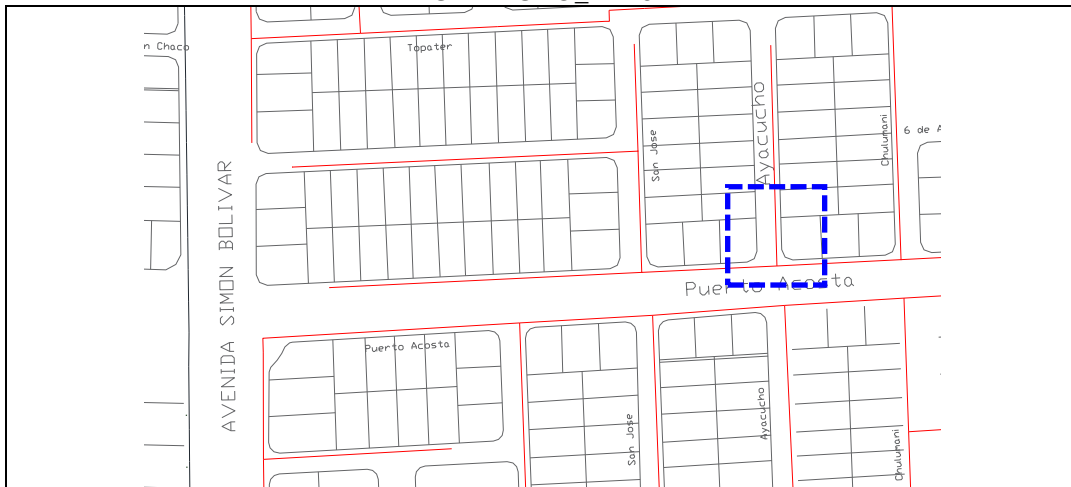 n Chaco
Topater
San Jose
Ayacucho
Chulumani
6 de A
AVENIDA SIMON BOLIVAR
Puerto Acosta
Puerto Acosta
San Jose
Ayacucho
Chulumani